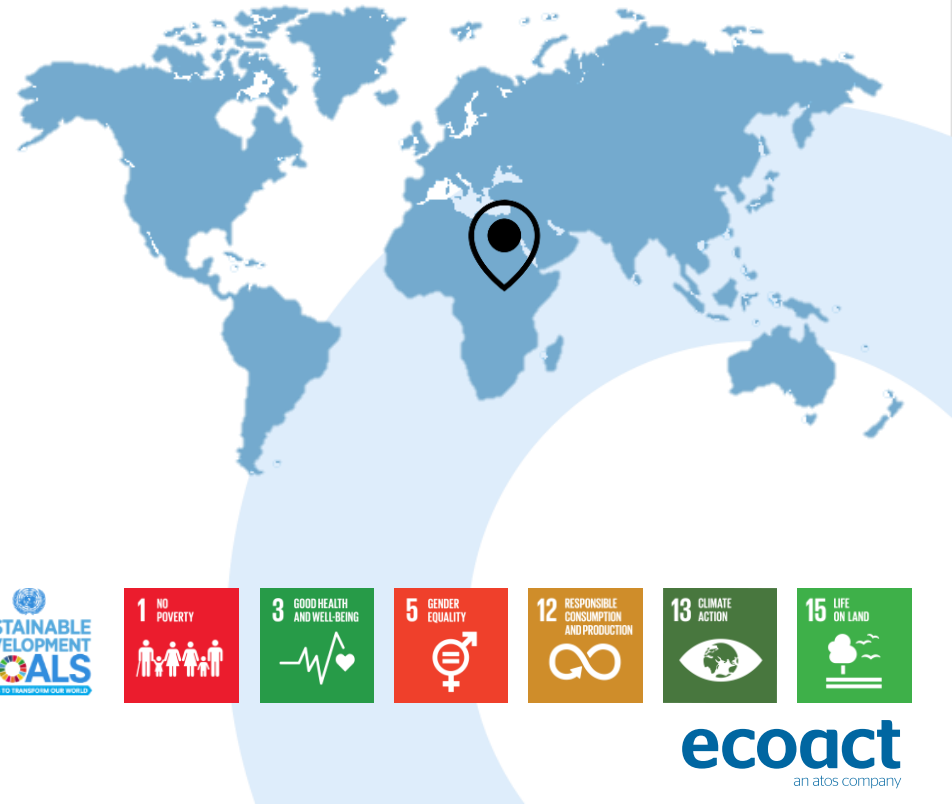 STAINABLE
VELOPMENT
OALS
TO TRANSFORM OUR WORLD
1 NO
POVERTY
3 GOOD HEALTH
AND WELL-BEING
5 GENDER
EQUALITY
12 RESPONSIBLE
CONSUMPTION
AND PRODUCTION
13 CLIMATE
ACTION
15 LIFE
ON LAND
ecoact
an atos company